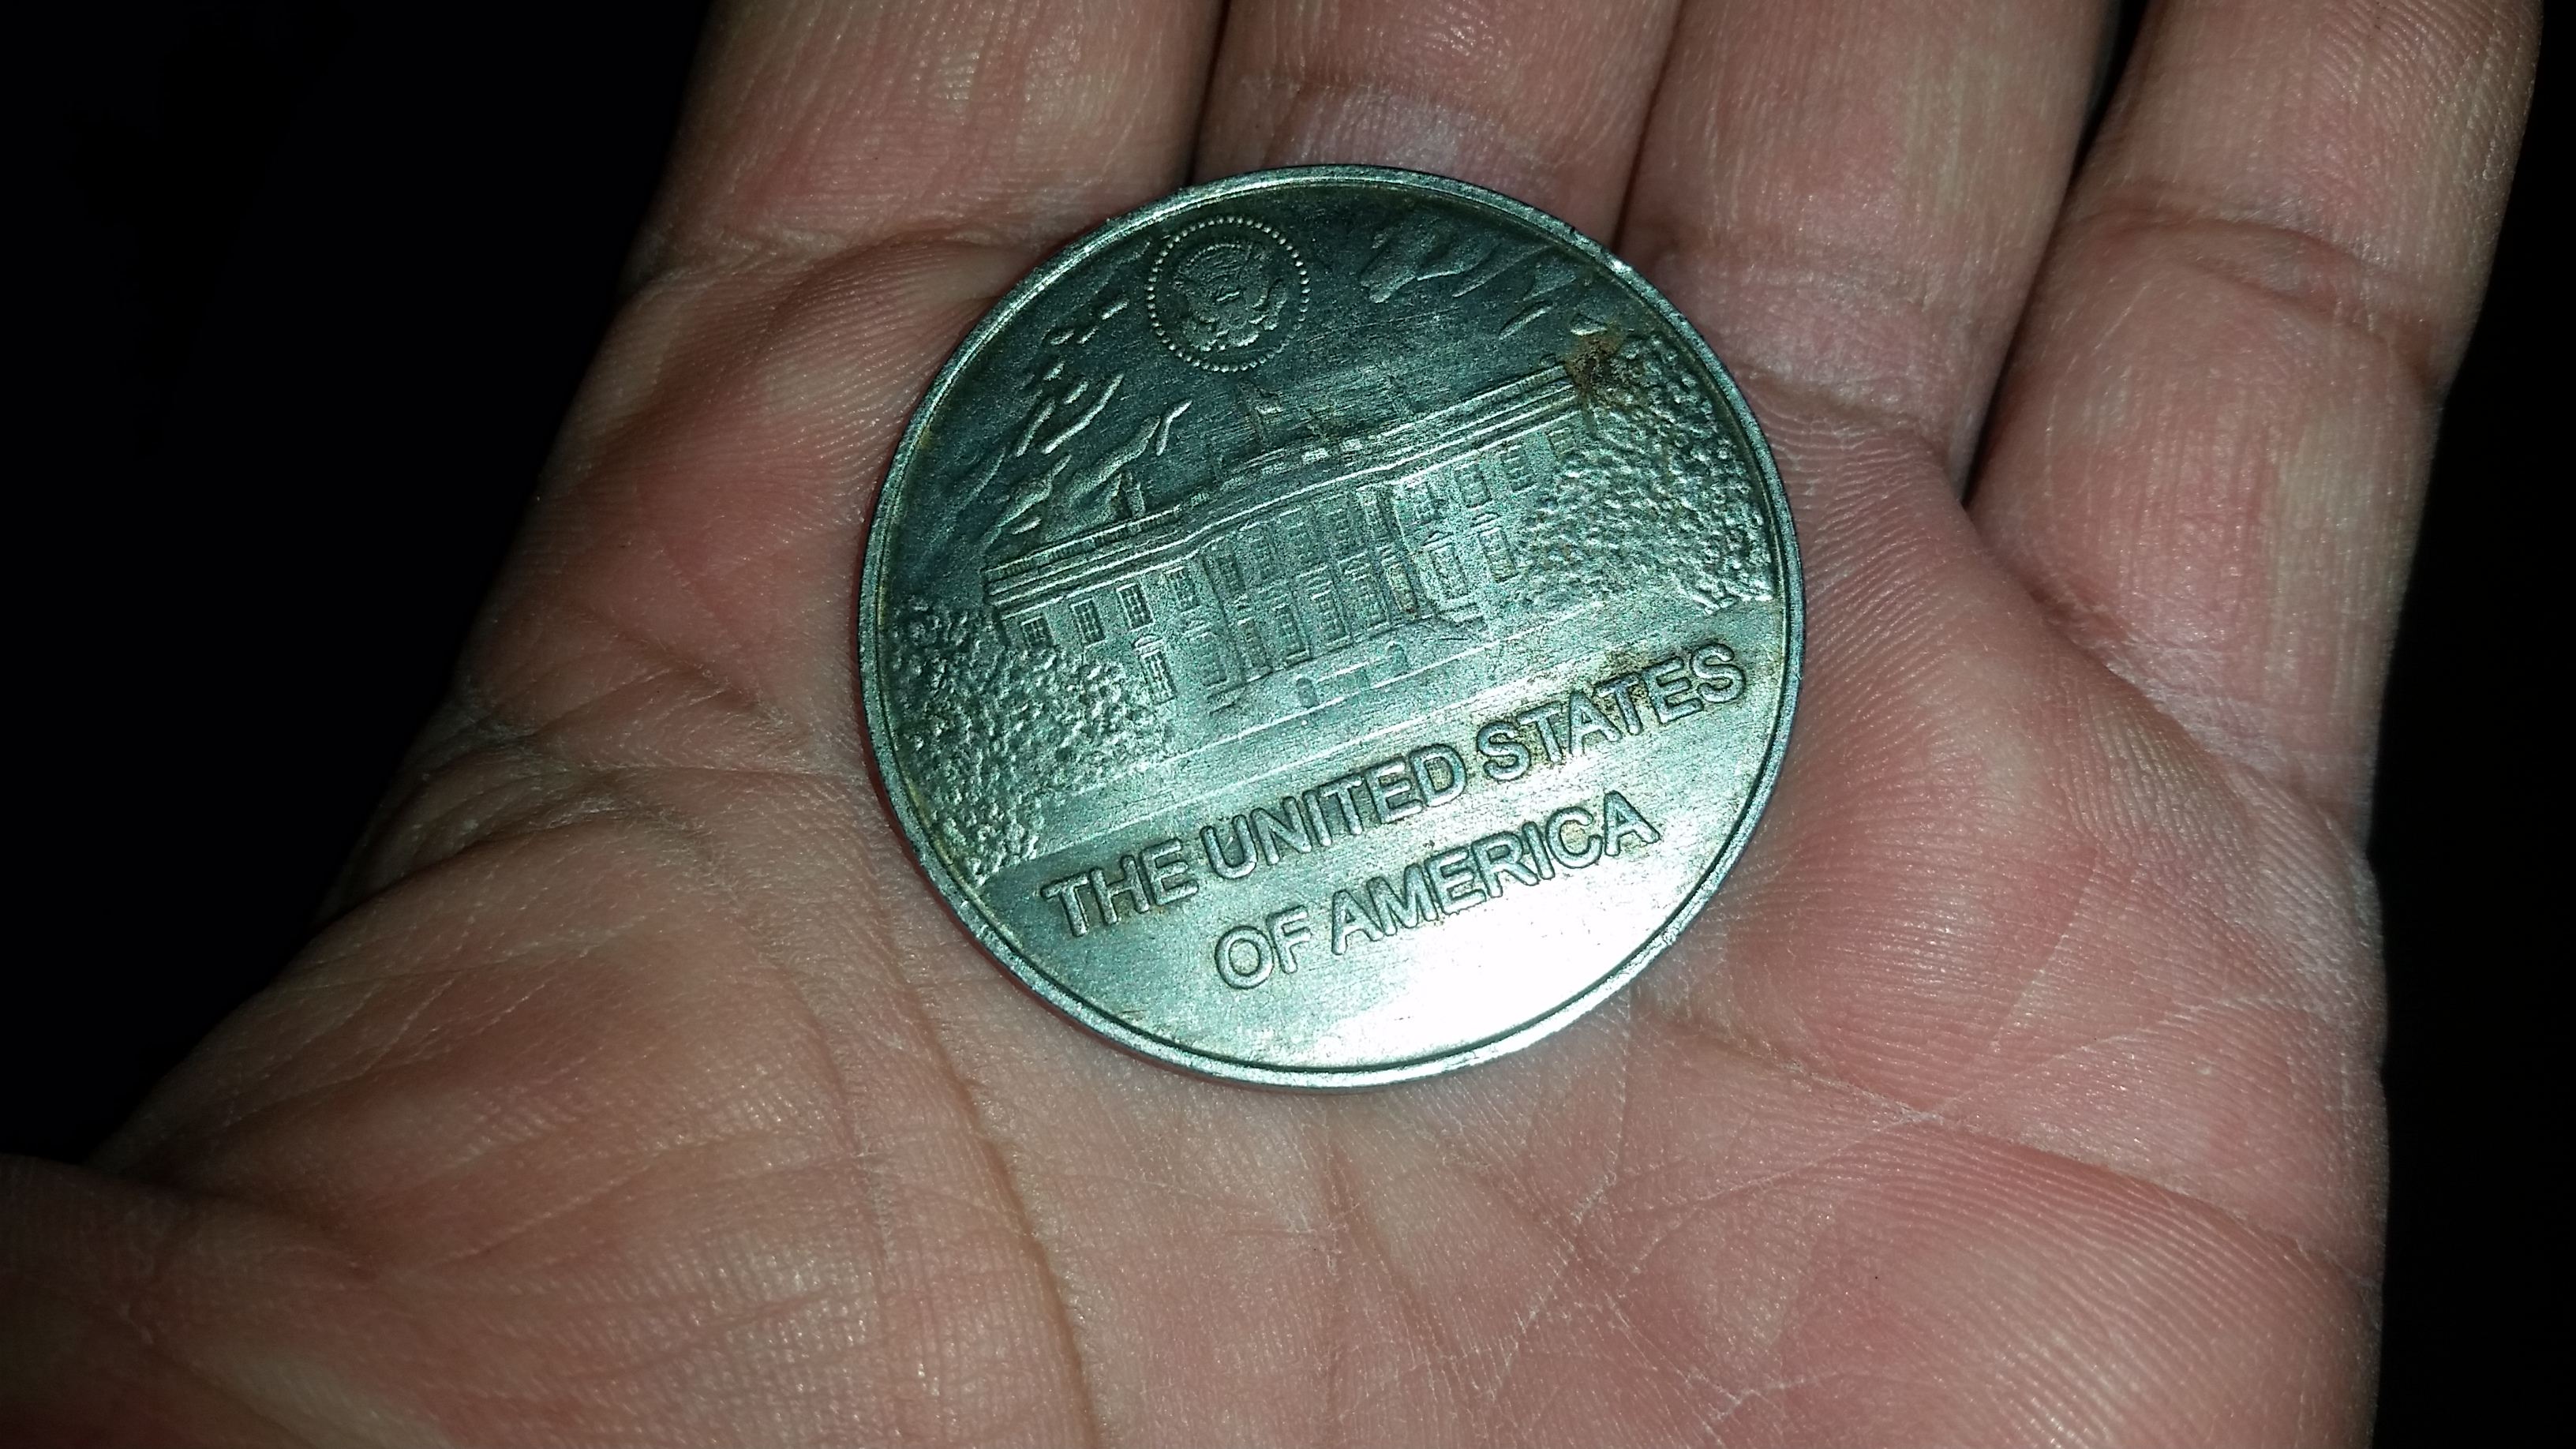 THE UNITED STATES
OF AMERICA